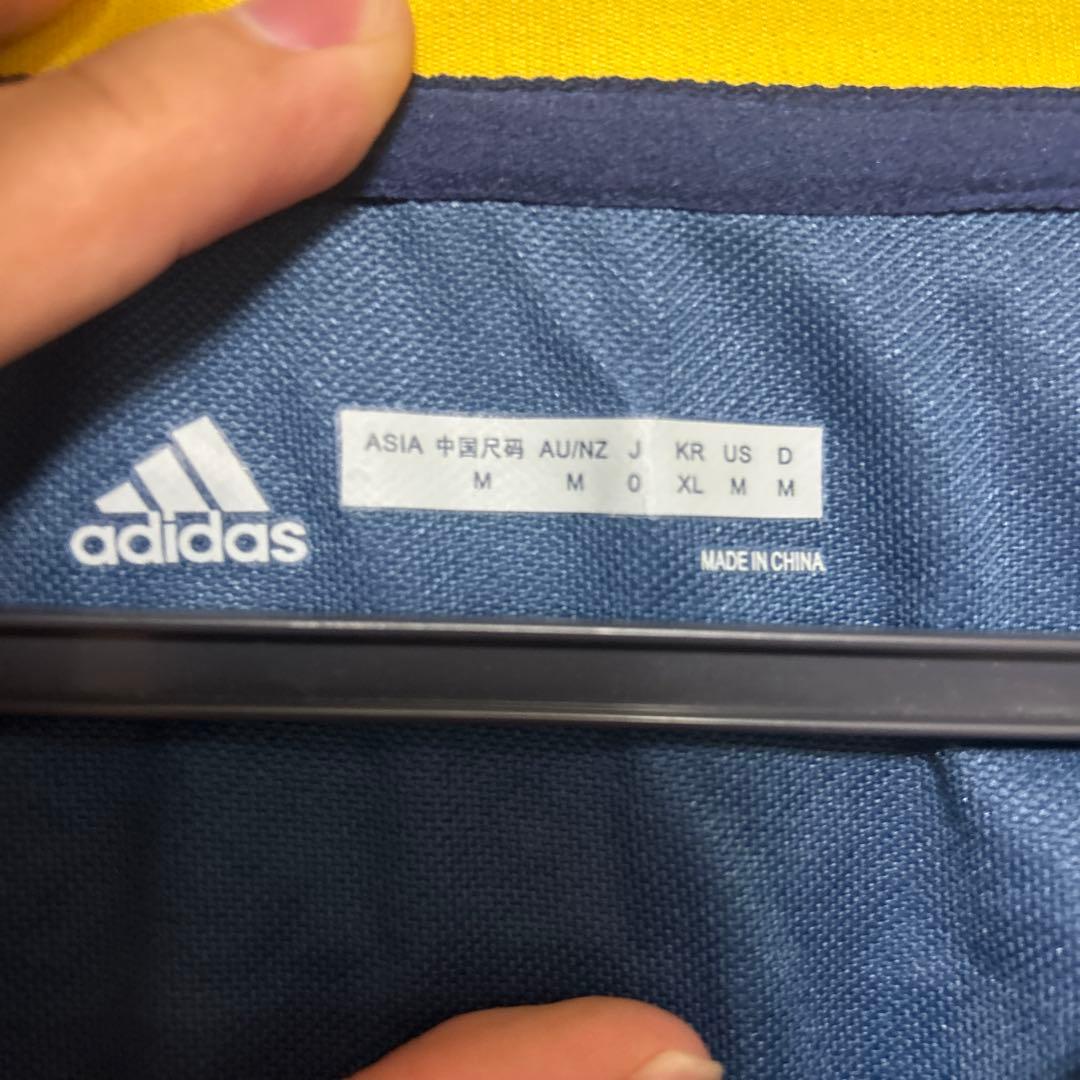 ASIA 中国尺码 AU/NZ J KR US D
M M O XL M M
adidas
MADE IN CHINA